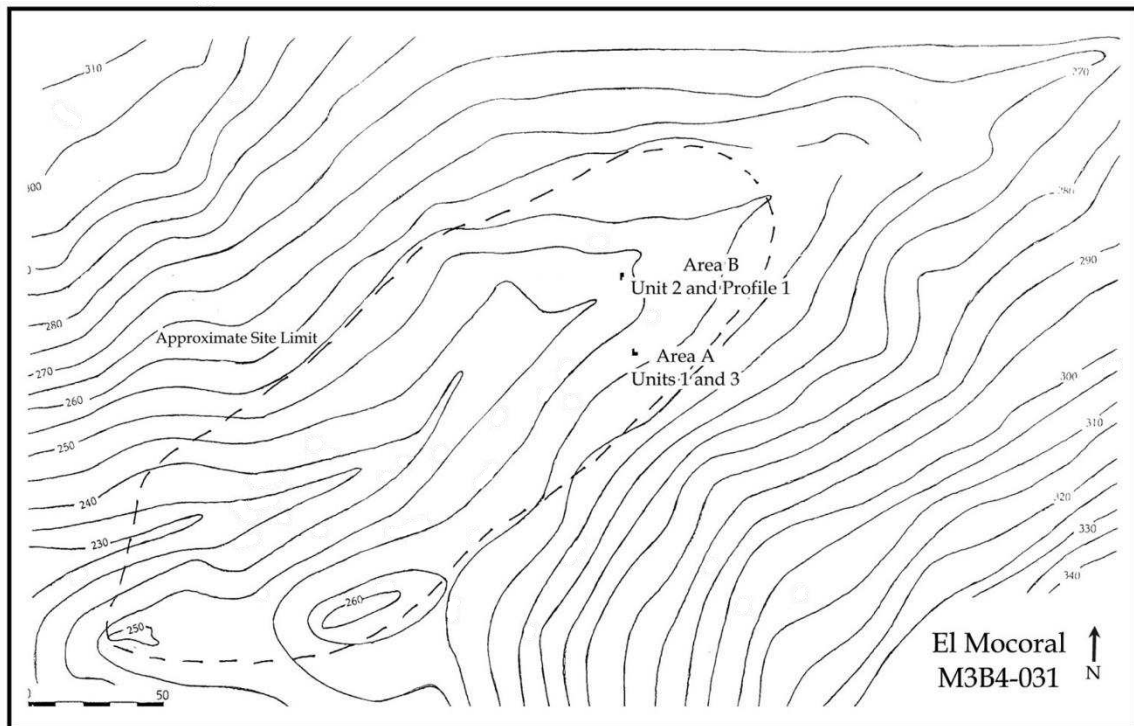 310
270
300
280
290
Area B
Unit 2 and Profile 1
280
Approximate Site Limit
Area A
Units 1 and 3
270
300
260
310
250
240
320
230
330
340
260
250
El Mocoral
M3B4-031
N
50